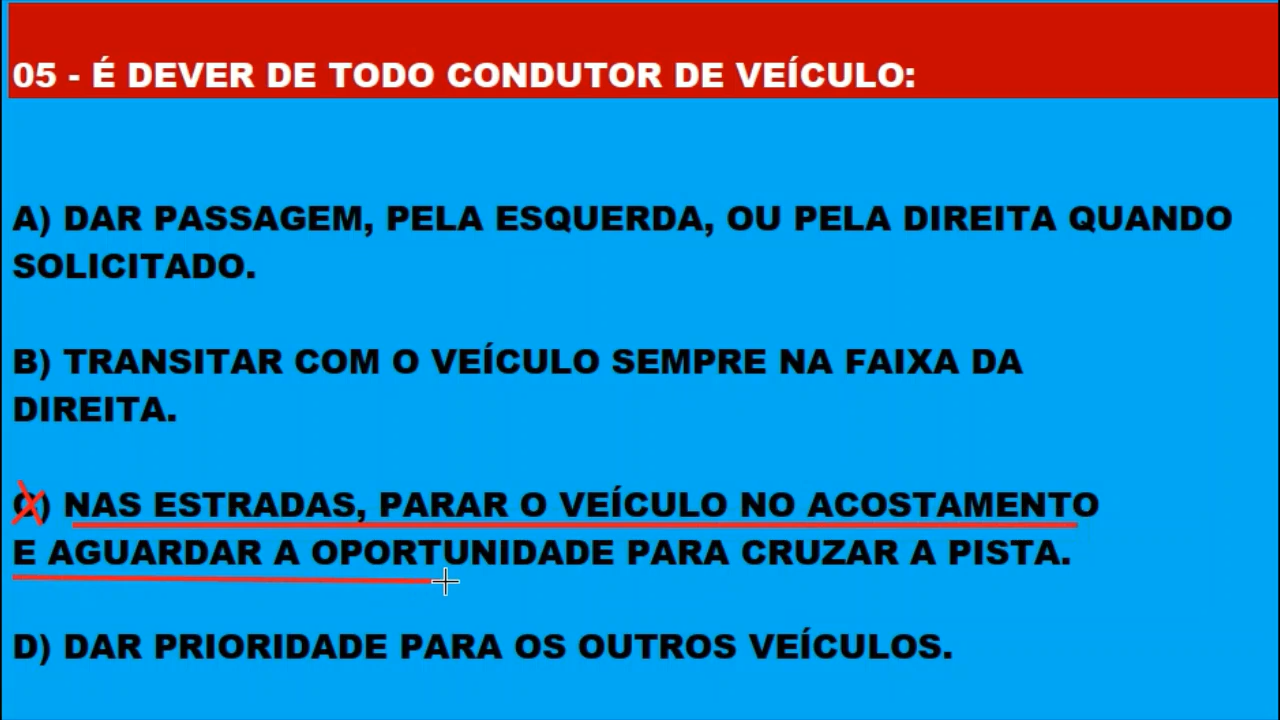 05 - É DEVER DE TODO CONDUTOR DE VEÍCULO:
A) DAR PASSAGEM, PELA ESQUERDA, OU PELA DIREITA QUANDO
SOLICITADO.
B) TRANSITAR COM O VEÍCULO SEMPRE NA FAIXA DA
DIREITA.
C) NAS ESTRADAS, PARAR O VEÍCULO NO ACOSTAMENTO
E AGUARDAR A OPORTUNIDADE PARA CRUZAR A PISTA.
D) DAR PRIORIDADE PARA OS OUTROS VEÍCULOS.